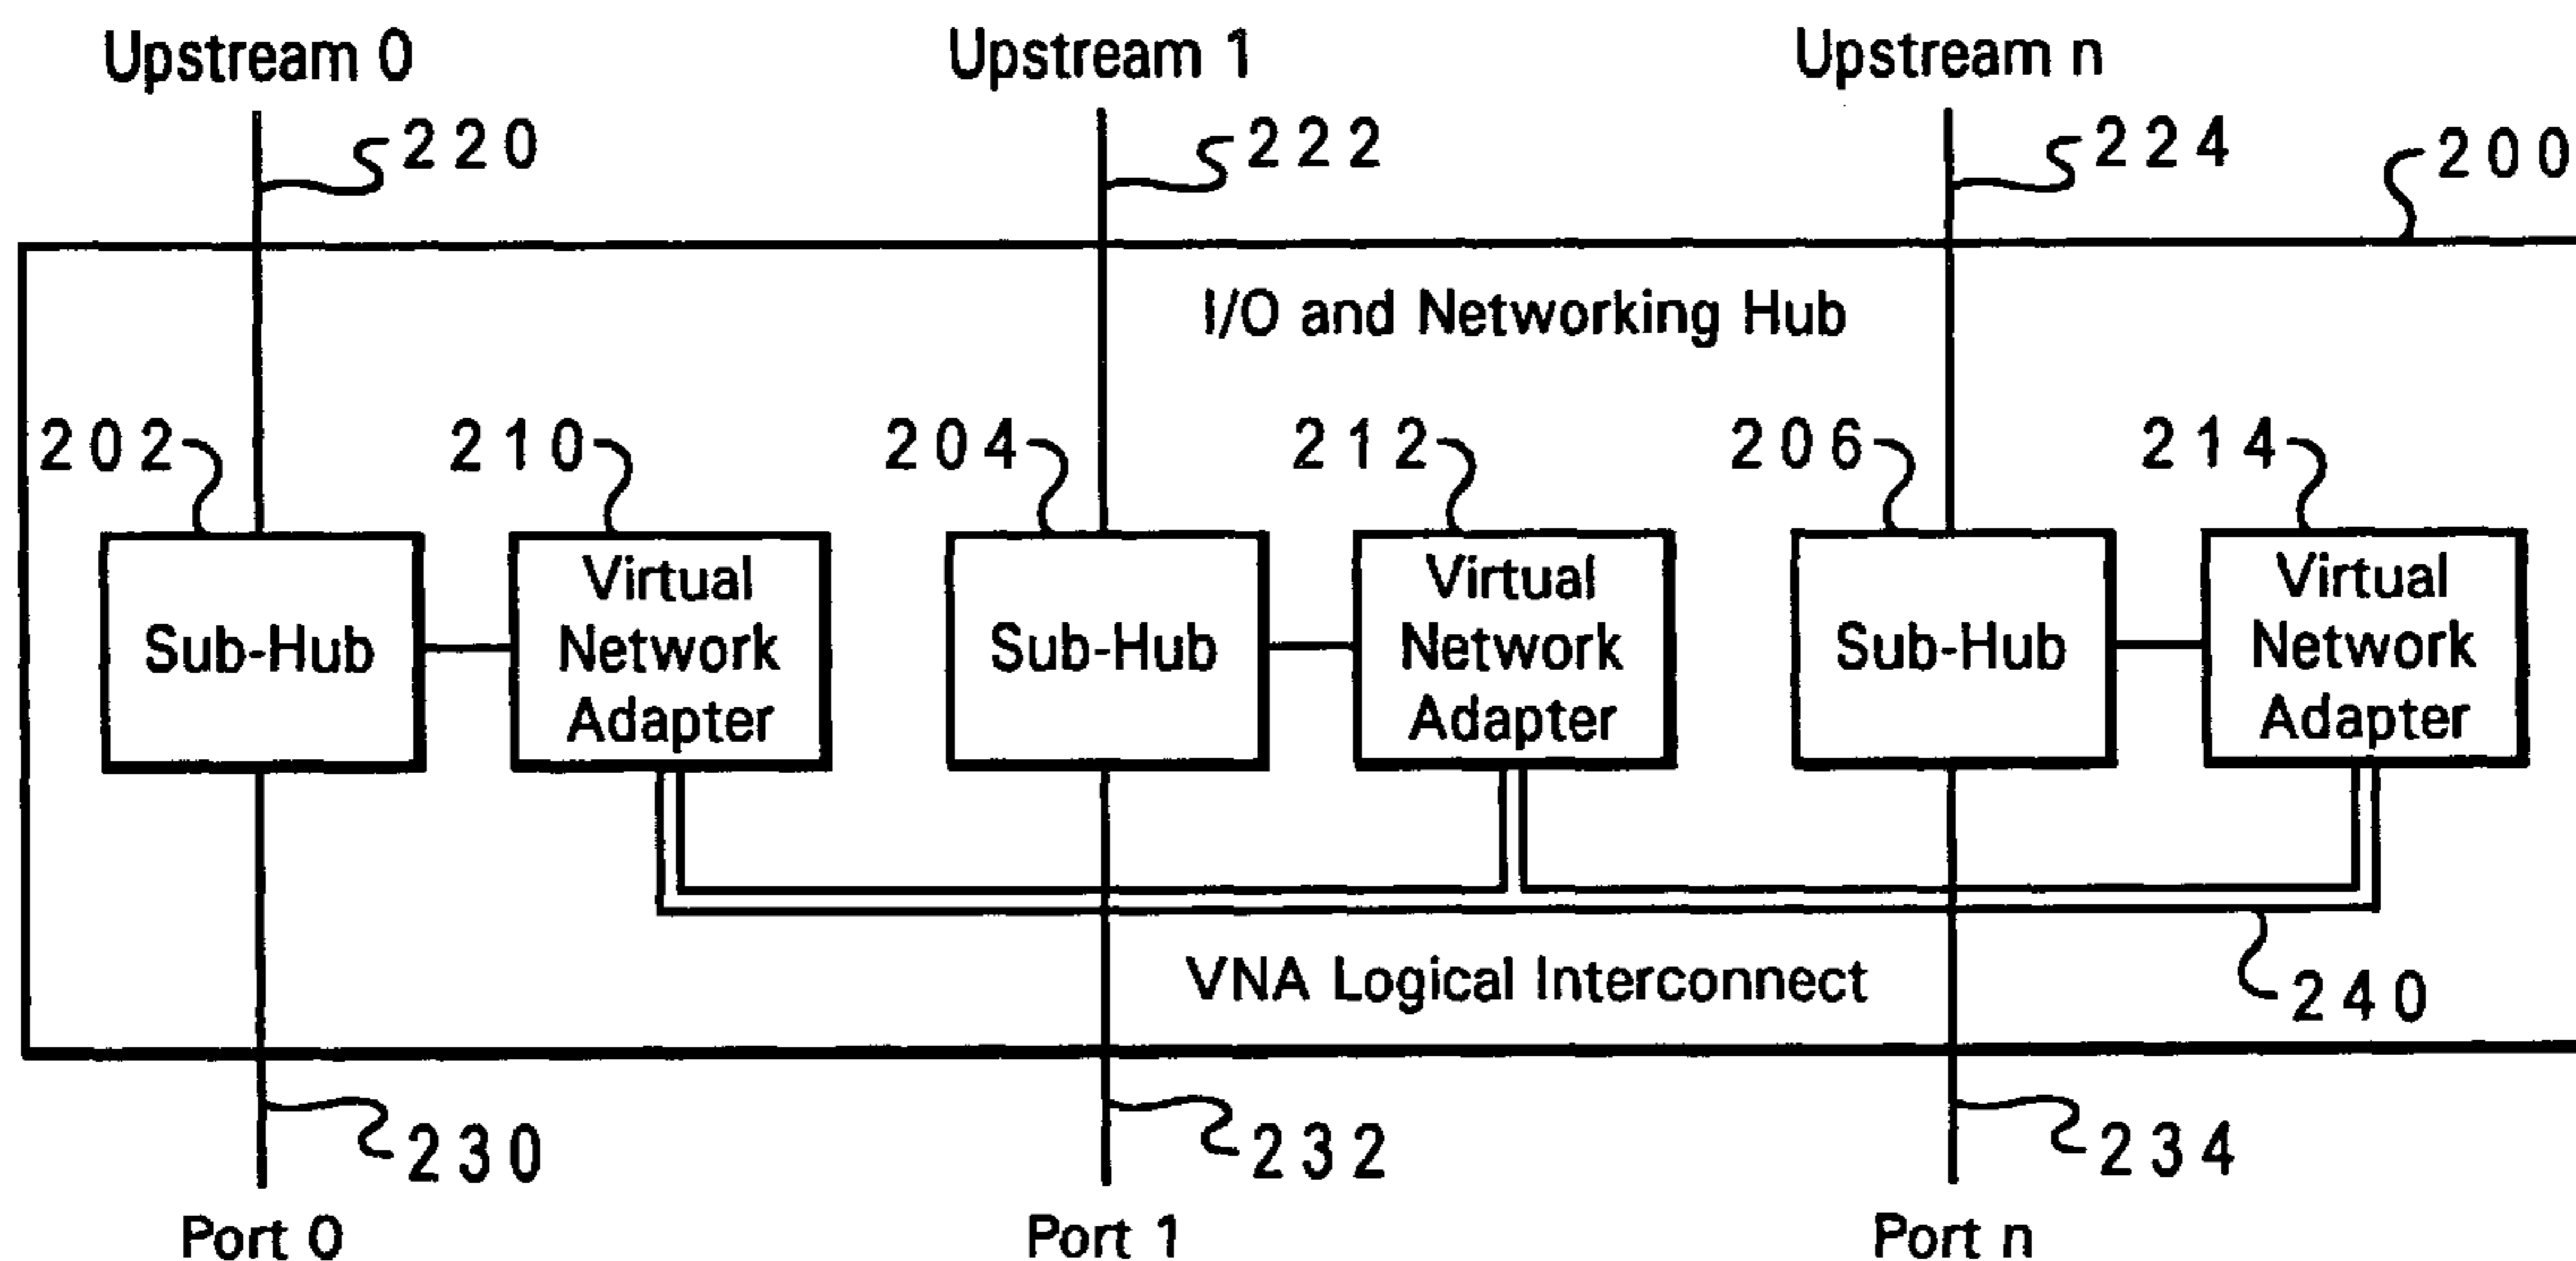 Upstream 0 Upstream 1 Upstream n
220 222 224 200
I/O and Networking Hub
202 210 204 212 206 214
Sub-Hub
Virtual
Network
Adapter
Sub-Hub
Virtual
Network
Adapter
Sub-Hub
Virtual
Network
Adapter
VNA Logical Interconnect
240
230 232 234
Port 0 Port 1 Port n